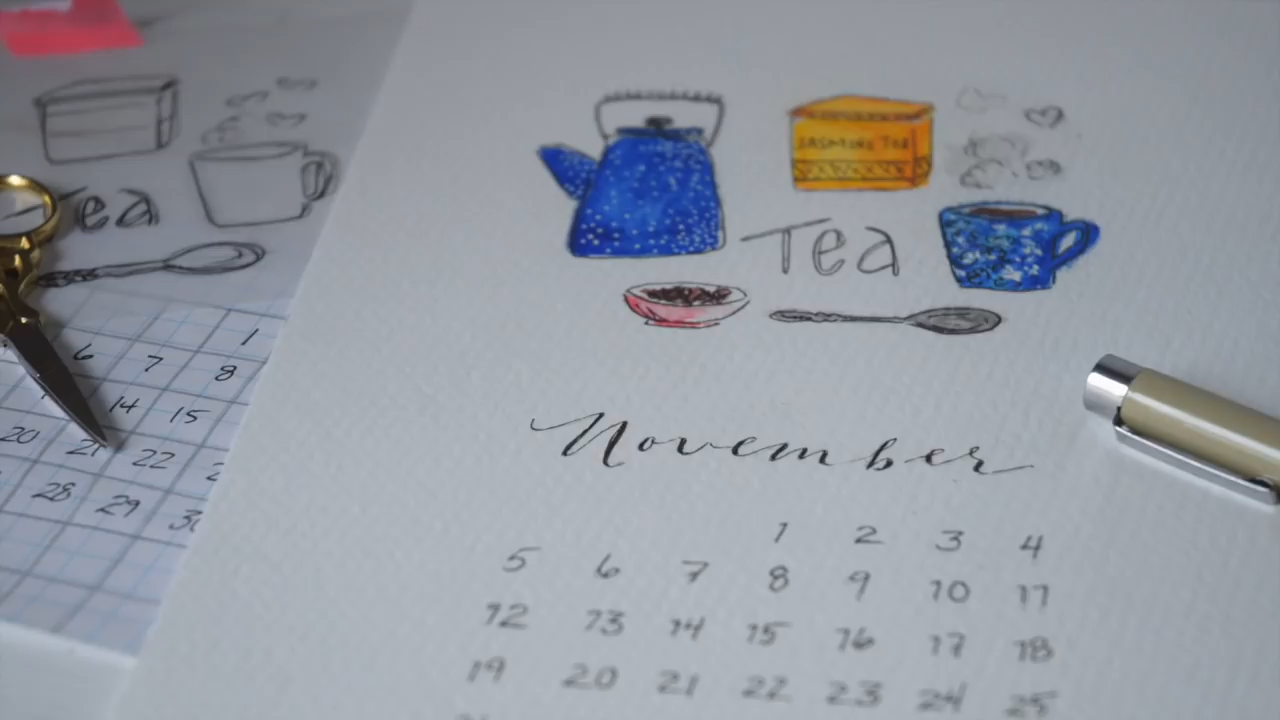 Tea
1
6 7 8
14 15
20 21 22
28 29
JASMINE TEA
Tea
November
1 2 3 4
5 6 7 8 9 10 11
12 13 14 15 16 17 18
19 20 21 22 23 24 25